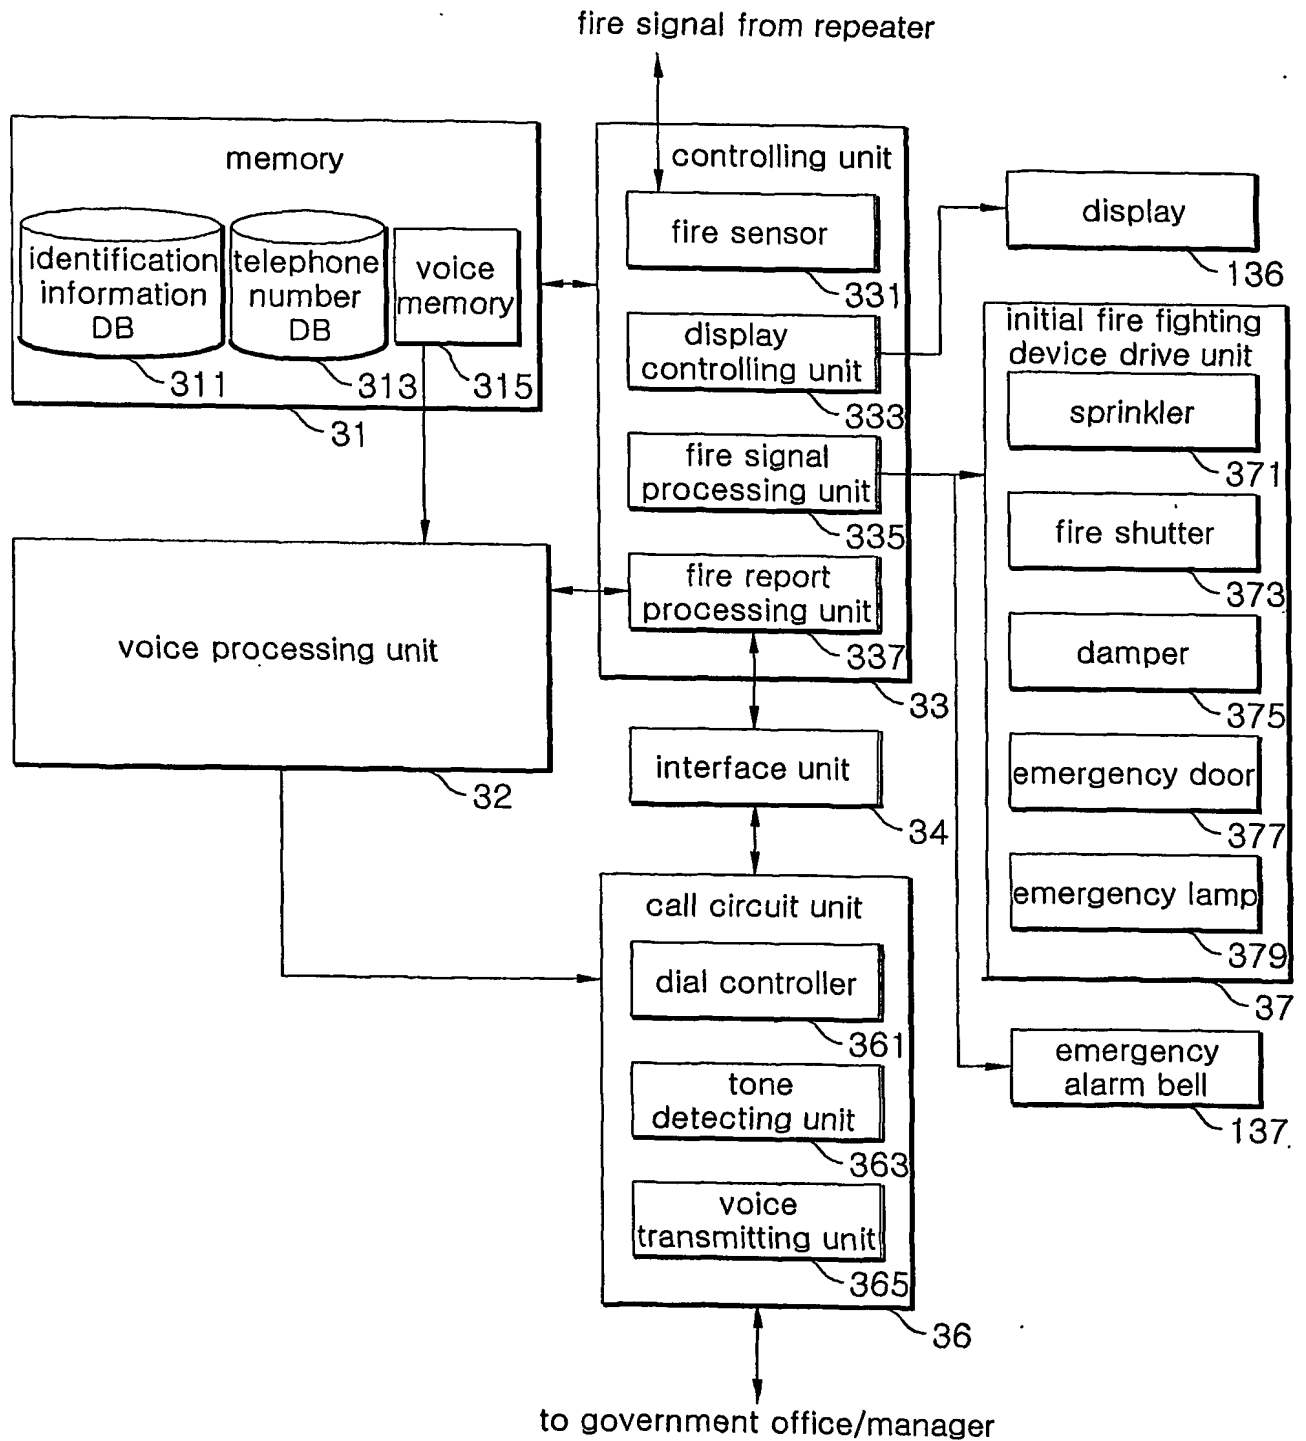 fire signal from repeater
memory
identification
information
DB
311
telephone
number
DB
313
voice
memory
315
31
controlling unit
fire sensor
331
display
controlling unit
333
fire signal
processing unit
335
fire report
processing unit
337
33
display
136
initial fire fighting
device drive unit
sprinkler
371
fire shutter
373
damper
375
emergency door
377
emergency lamp
379
37
voice processing unit
32
interface unit
34
call circuit unit
dial controller
361
tone
detecting unit
363
voice
transmitting unit
365
36
emergency
alarm bell
137
to government office/manager